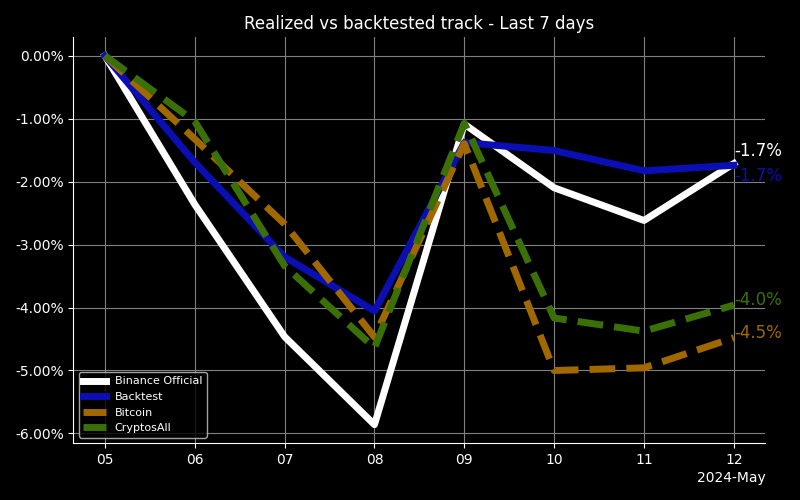 Realized vs backtested track - Last 7 days
0.00%
-1.00%
-2.00%
-3.00%
-4.00%
-5.00%
-6.00%
-1.7%
-1.7%
-4.0%
-4.5%
Binance Official
Backtest
Bitcoin
CryptosAll
05 06 07 08 09 10 11 12
2024-May